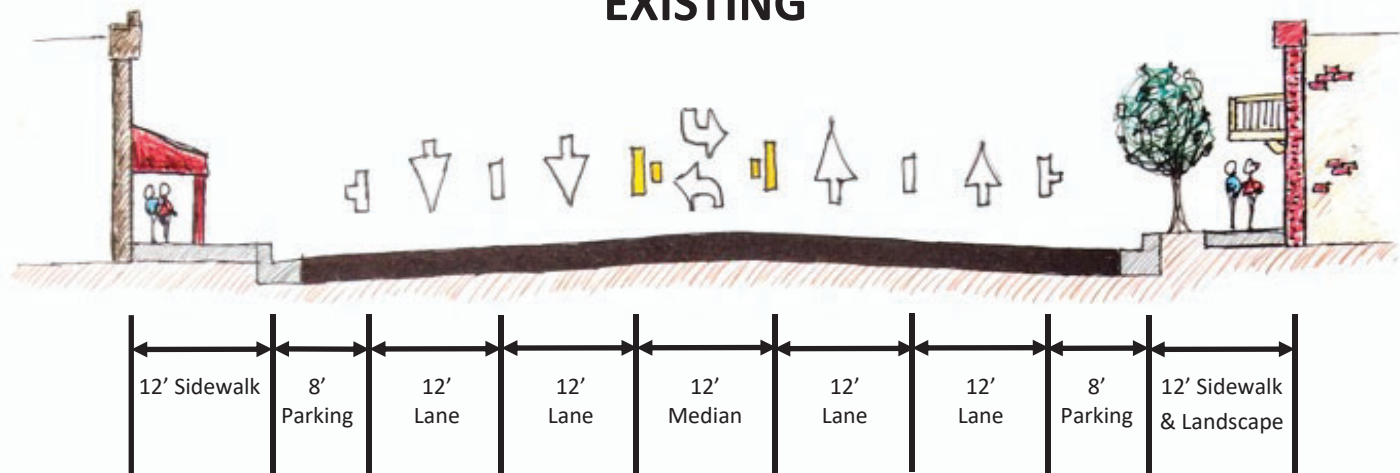 EXISTING
12’ Sidewalk
8’
Parking
12’
Lane
12’
Lane
12’
Median
12’
Lane
12’
Lane
8’
Parking
12’ Sidewalk
& Landscape